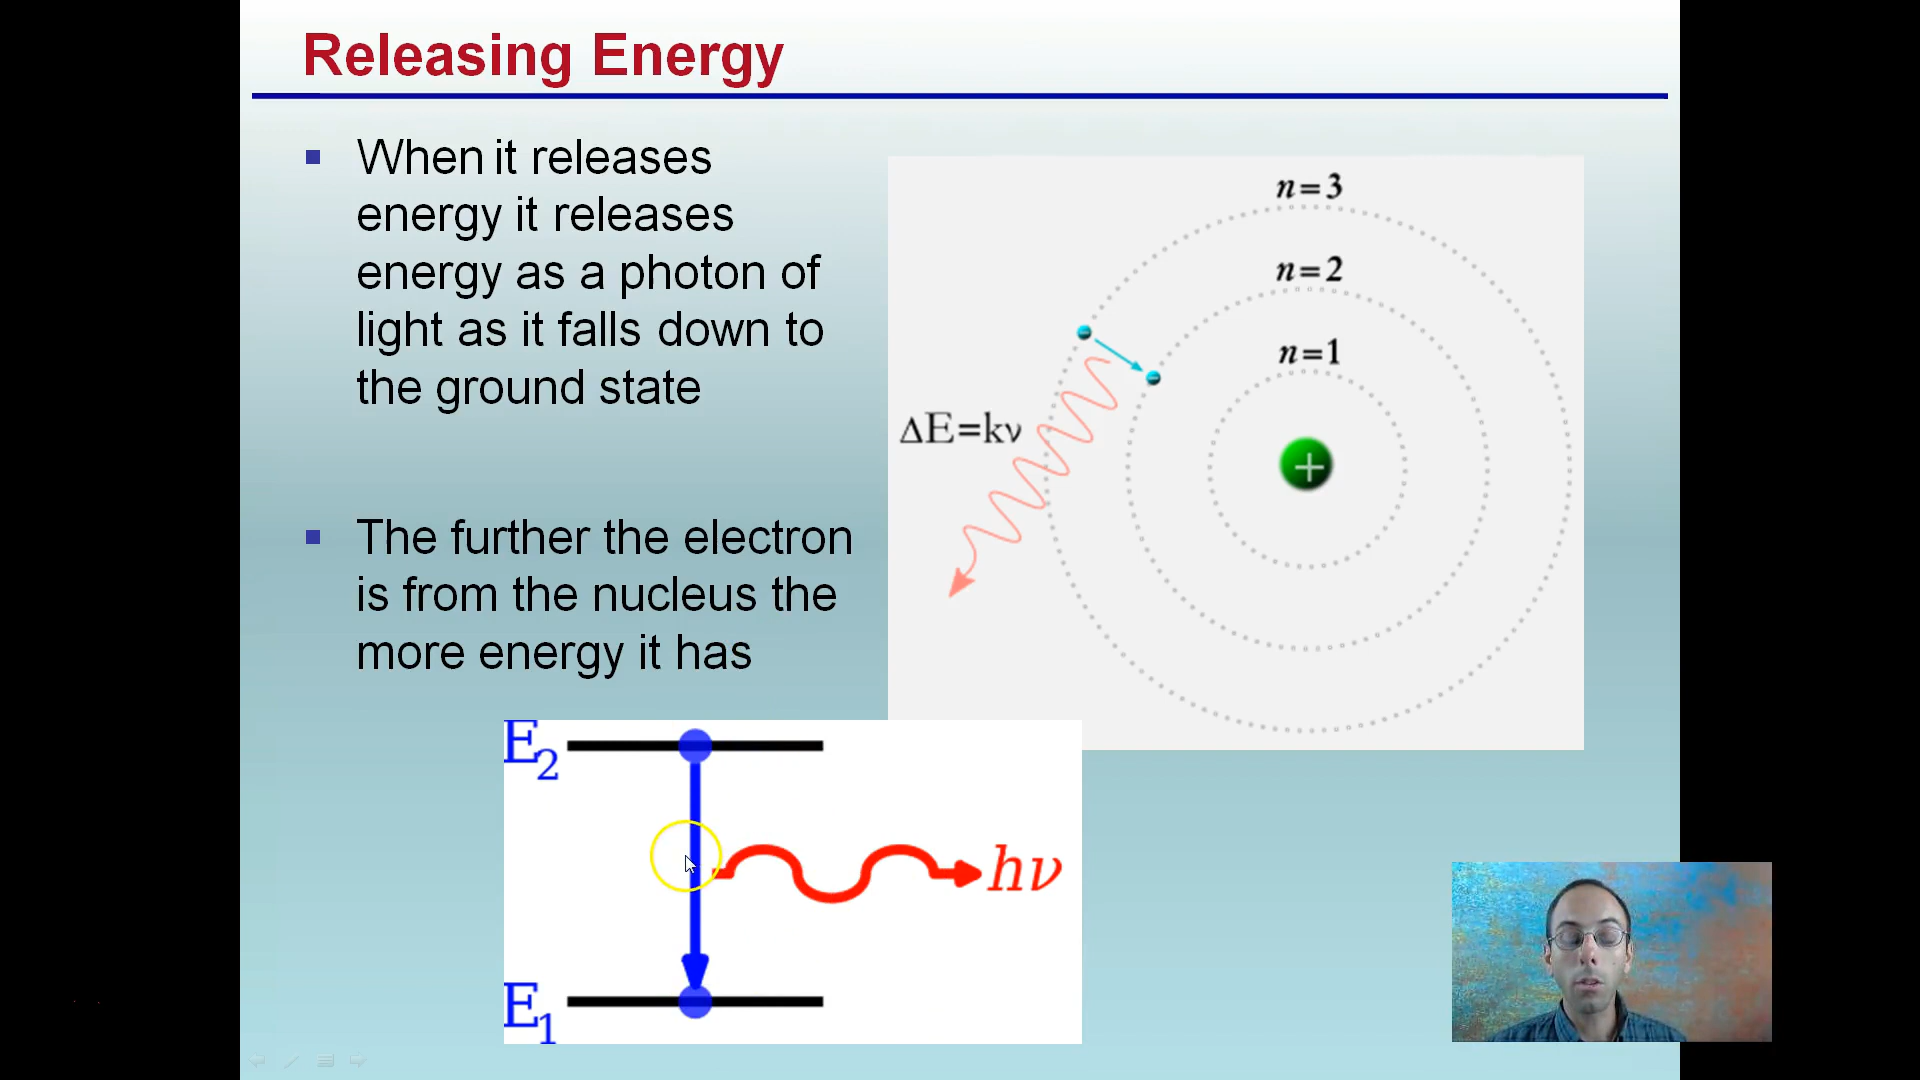 Releasing Energy
When it releases
energy it releases
energy as a photon of
light as it falls down to
the ground state
The further the electron
is from the nucleus the
more energy it has
n=3
n=2
n=1
ΔE=kν
+
E2
hν
E1